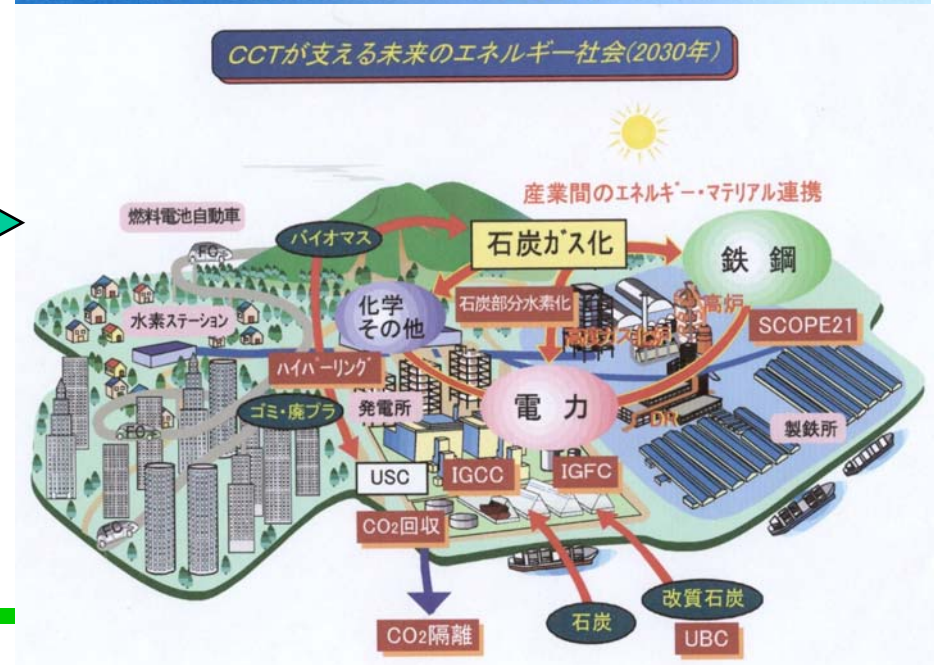 CCTが支える未来のエネルギー社会(2030年)
産業間のエネルギー・マテリアル連携
燃料電池自動車
FC
バイオマス
石炭ガス化
鉄 鋼
水素ステーション
化学
その他
石炭部分水素化
高炉
SCOPE21
ハイパーリング
ゴミ・廃プラ
発電所
電 力
DR
製鉄所
FC
USC
IGCC
IGFC
CO2回収
FC
CO2隔離
石炭
改質石炭
UBC